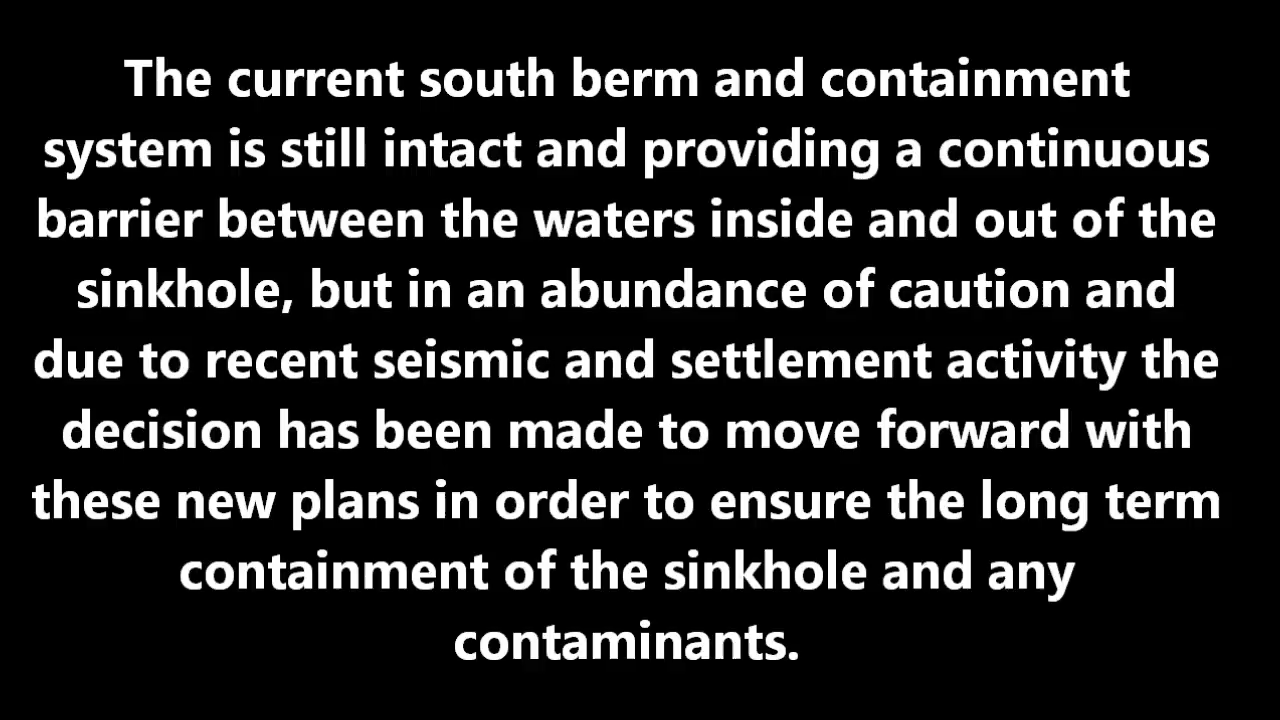 The current south berm and containment
system is still intact and providing a continuous
barrier between the waters inside and out of the
sinkhole, but in an abundance of caution and
due to recent seismic and settlement activity the
decision has been made to move forward with
these new plans in order to ensure the long term
containment of the sinkhole and any
contaminants.